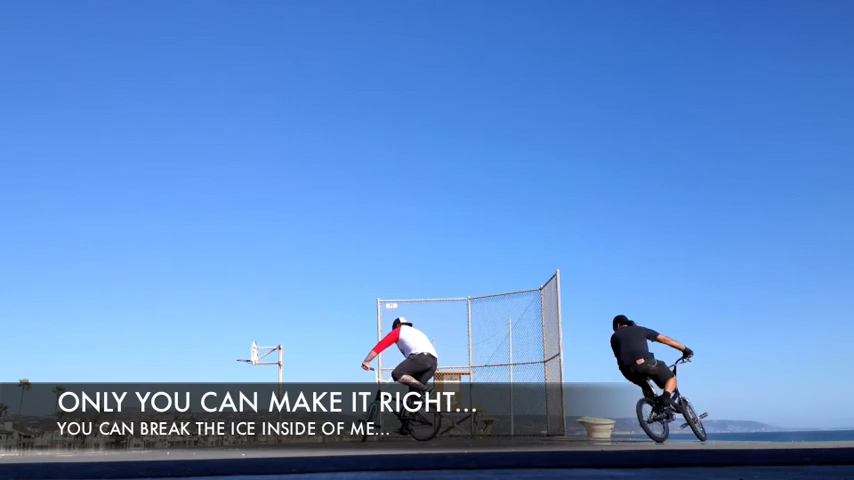 ONLY YOU CAN MAKE IT RIGHT...
YOU CAN BREAK THE ICE INSIDE OF ME...